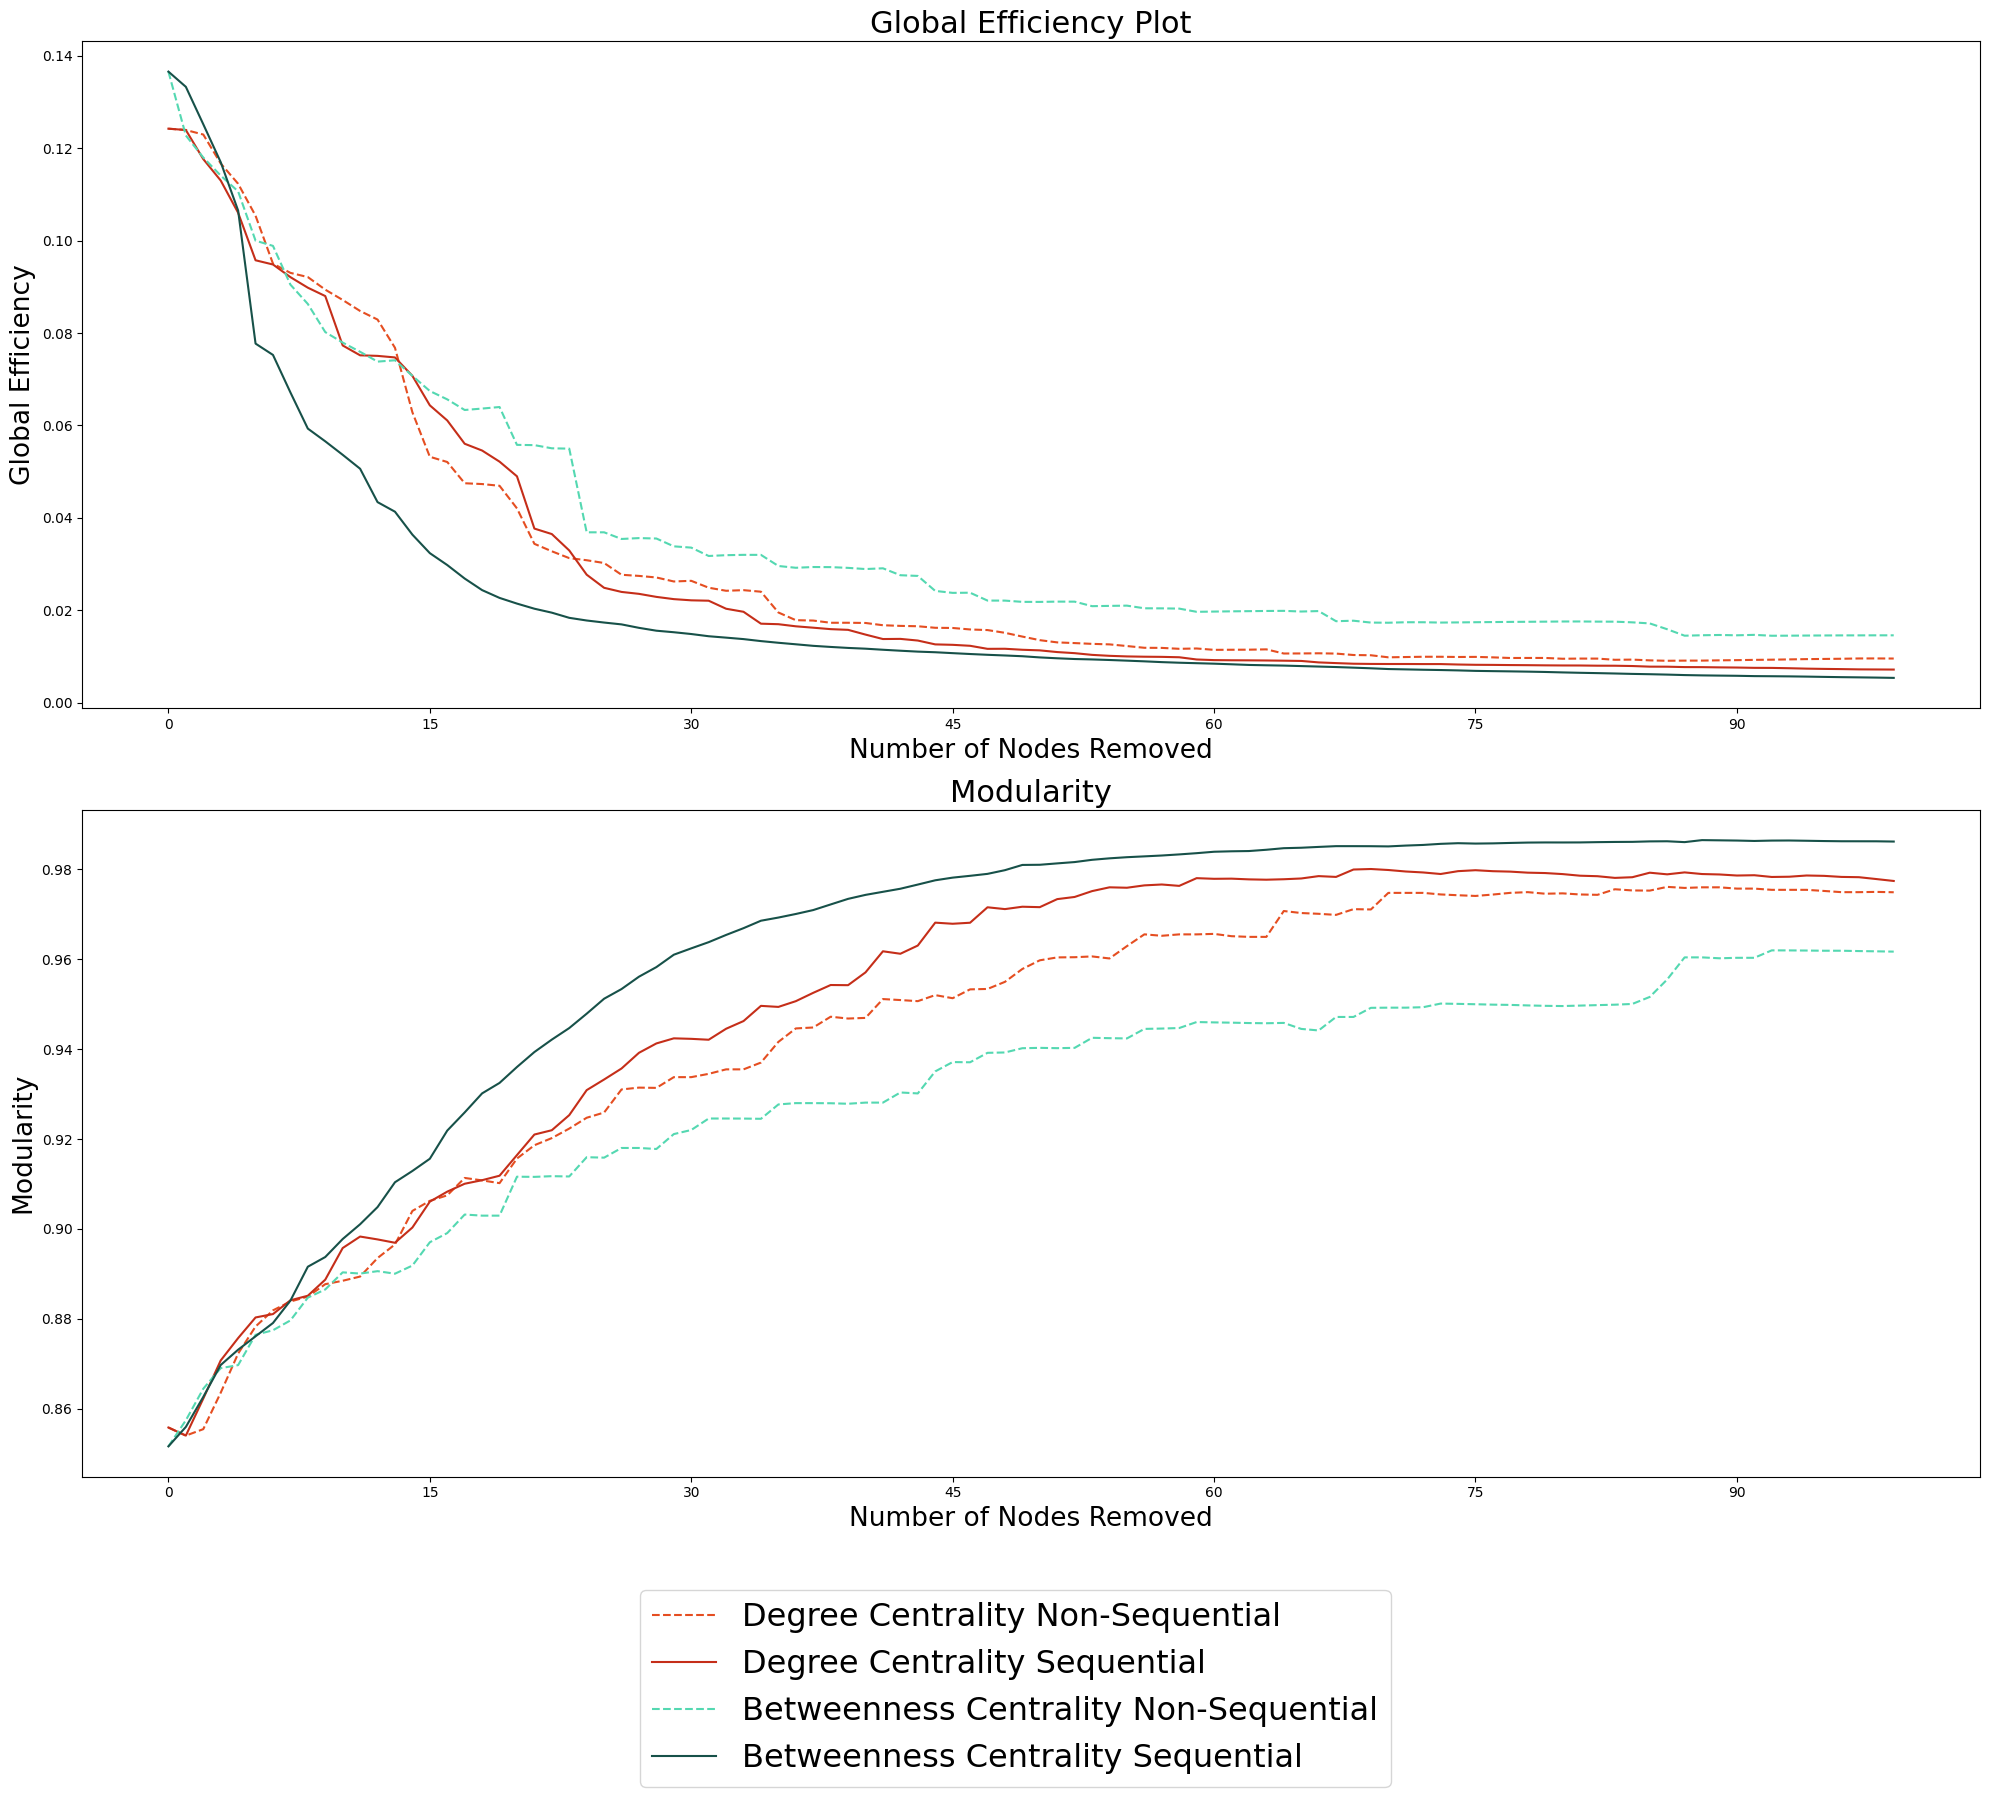 Global Efficiency Plot
Global Efficiency
0.14
0.12
0.10
0.08
0.06
0.04
0.02
0.00
0 15 30 45 60 75 90
Number of Nodes Removed
Modularity
Modularity
0.98
0.96
0.94
0.92
0.90
0.88
0.86
0 15 30 45 60 75 90
Number of Nodes Removed
Degree Centrality Non-Sequential
Degree Centrality Sequential
Betweenness Centrality Non-Sequential
Betweenness Centrality Sequential